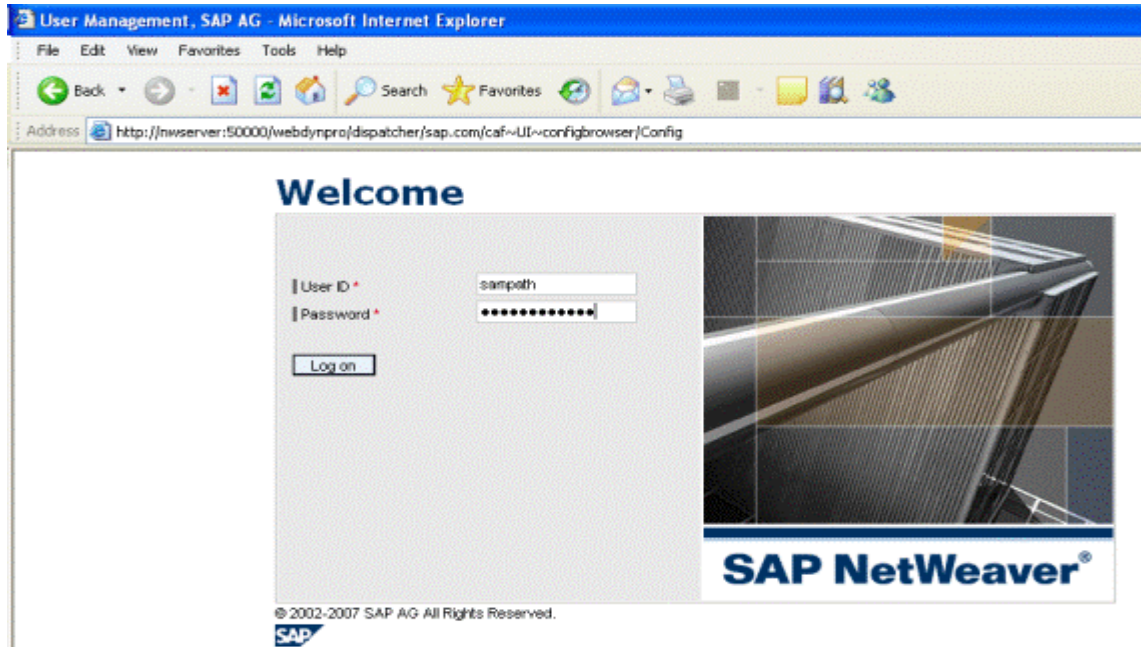 User Management, SAP AG - Microsoft Internet Explorer
File Edit View Favorites Tools Help
Back Search Favorites
Address http://nwserver:50000/webdynpro/dispatcher/sap.com/caf~UI~configbrowser/Config
Welcome
User ID * sampath
Password * ••••••••••••
Log on
SAP NetWeaver®
© 2002-2007 SAP AG All Rights Reserved.
SAP